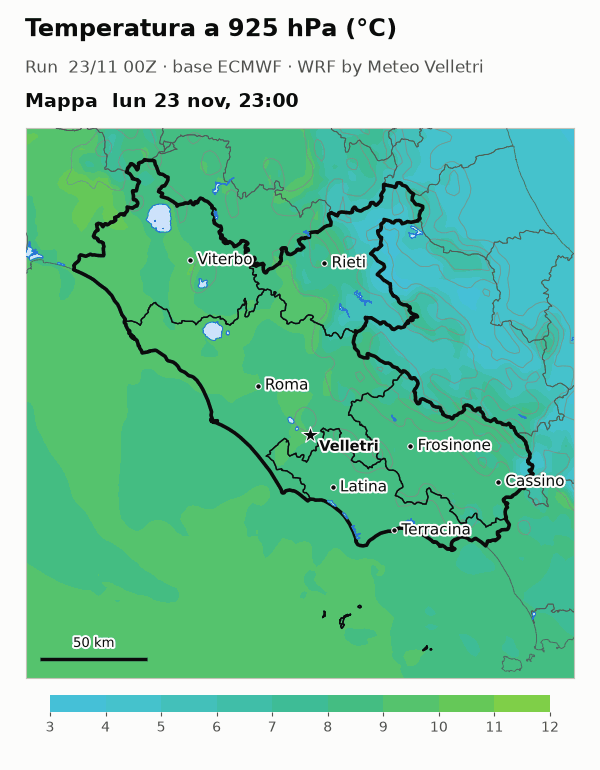 Temperatura a 925 hPa (°C)
Run 23/11 00Z · base ECMWF · WRF by Meteo Velletri
Mappa lun 23 nov, 23:00
Viterbo
Rieti
Roma
Velletri
Frosinone
Latina
Cassino
Terracina
50 km
3 4 5 6 7 8 9 10 11 12